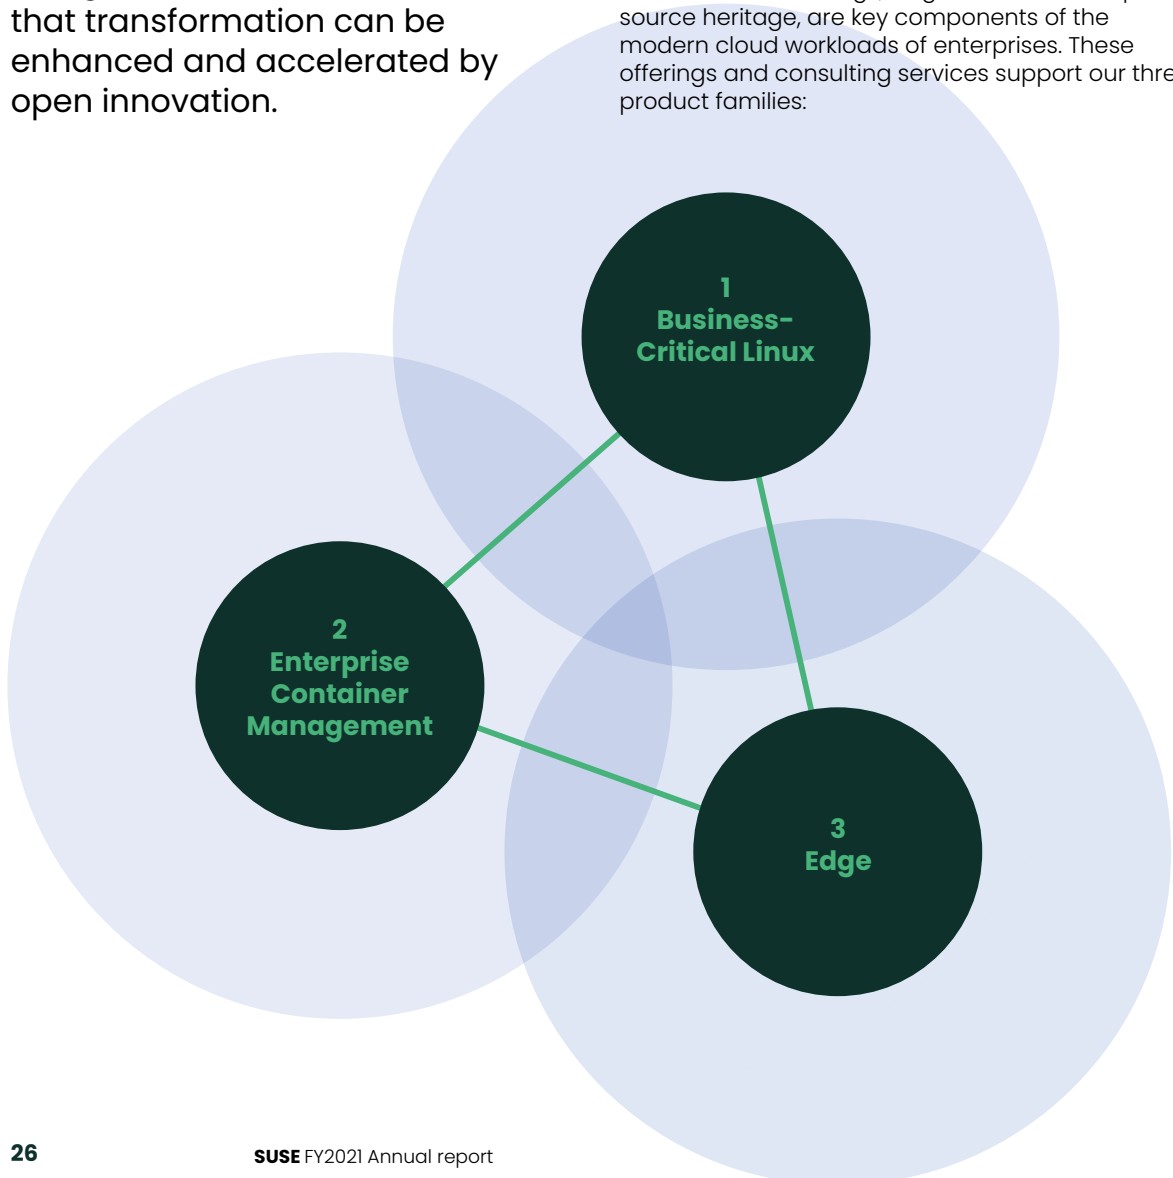 that transformation can be
enhanced and accelerated by
open innovation.
source heritage, are key components of the
modern cloud workloads of enterprises. These
offerings and consulting services support our
product families:
1
Business-
Critical Linux
2
Enterprise
Container
Management
3
Edge
26
SUSE FY2021 Annual report